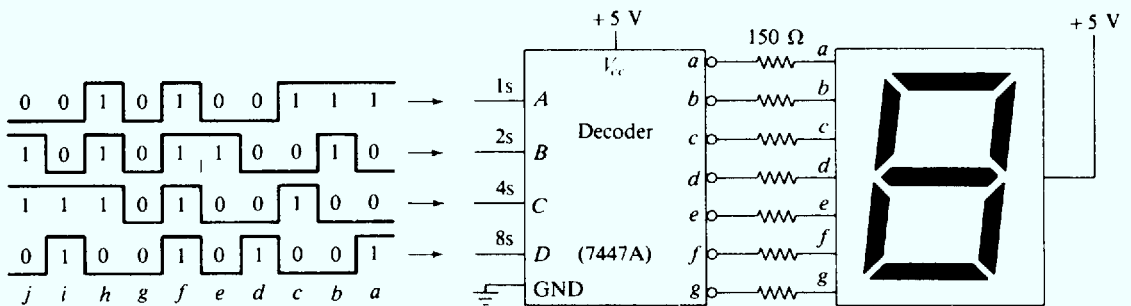 + 5 V
+ 5 V
150 Ω
V_cc
0 0 1 0 1 0 0 1 1 1
1s
A
a
a
1 0 1 0 1 1 0 0 1 0
2s
B
Decoder
b
b
c
c
1 1 1 0 1 0 0 1 0 0
4s
C
d
d
e
e
0 1 0 0 1 0 1 0 0 1
8s
D
(7447A)
f
f
j i h g f e d c b a
GND
g
g